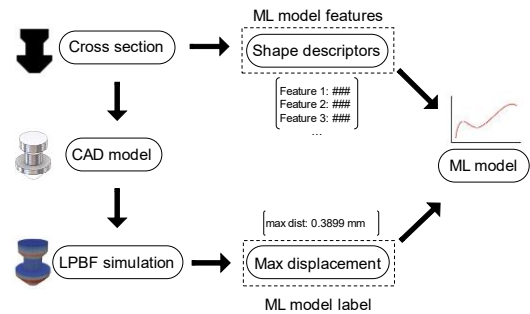 ML model features
Cross section
Shape descriptors
Feature 1: ###
Feature 2: ###
Feature 3: ###
...
CAD model
ML model
max dist: 0.3899 mm
LPBF simulation
Max displacement
ML model label